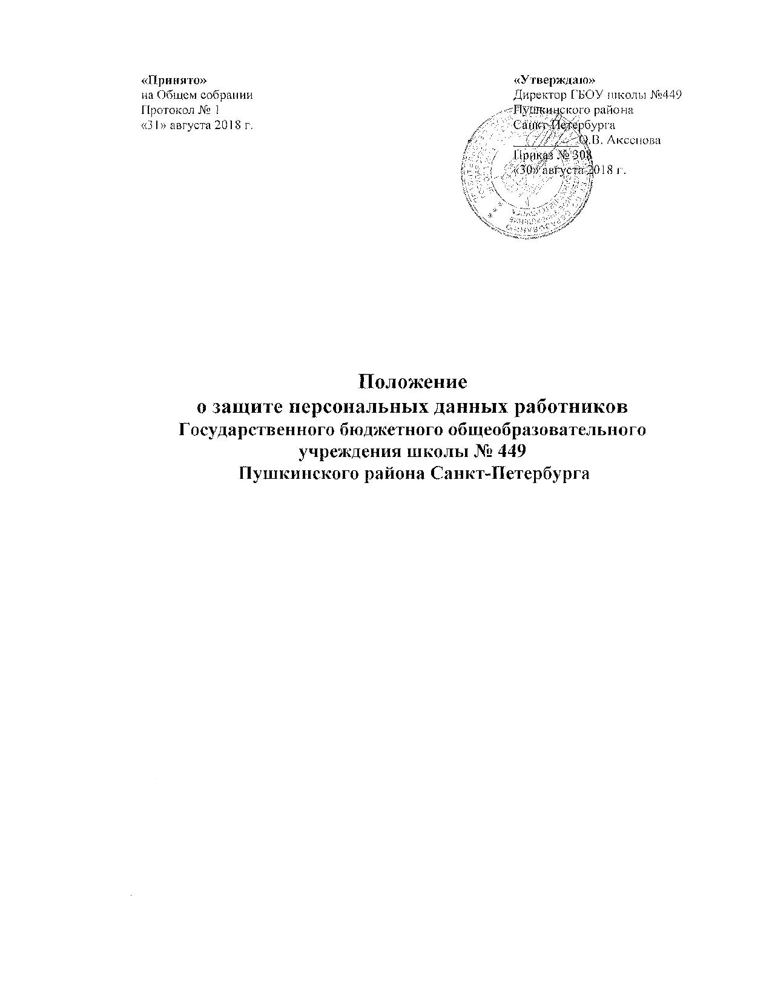 «Принято»
на Общем собрании
Протокол № 1
«31» августа 2018 г.
«Утверждаю»
Директор ГБОУ школы №449
Пушкинского района
Санкт-Петербурга
О.В. Аксенова
Приказ № 308
«30» августа 2018 г.
Положение
о защите персональных данных работников
Государственного бюджетного общеобразовательного
учреждения школы № 449
Пушкинского района Санкт-Петербурга